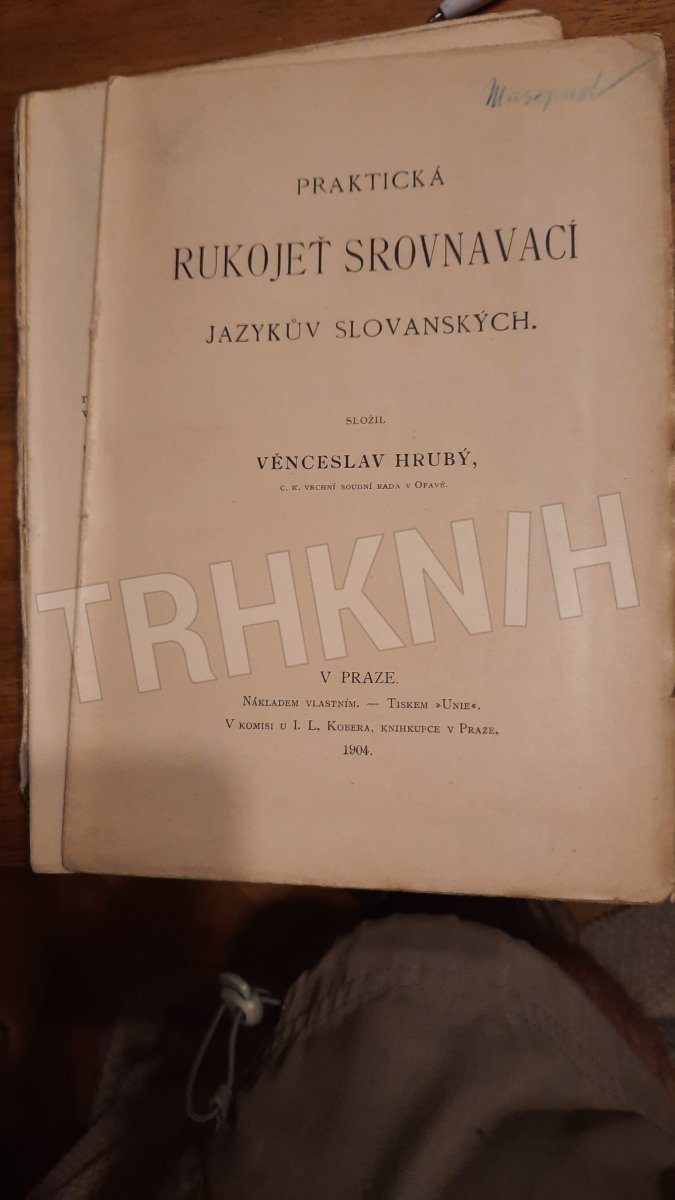 PRAKTICKÁ
RUKOJEŤ SROVNAVACÍ
JAZYKŮV SLOVANSKÝCH.
SLOŽIL
VĚNCESLAV HRUBÝ,
C. K. VRCHNÍ SOUDNÍ RADA V OPAVĚ.
TRHKNIH
V PRAZE.
NÁKLADEM VLASTNÍM. — TISKEM »UNIE«.
V KOMISI U I. L. KOBERA, KNIHKUPCE V PRAZE.
1904.